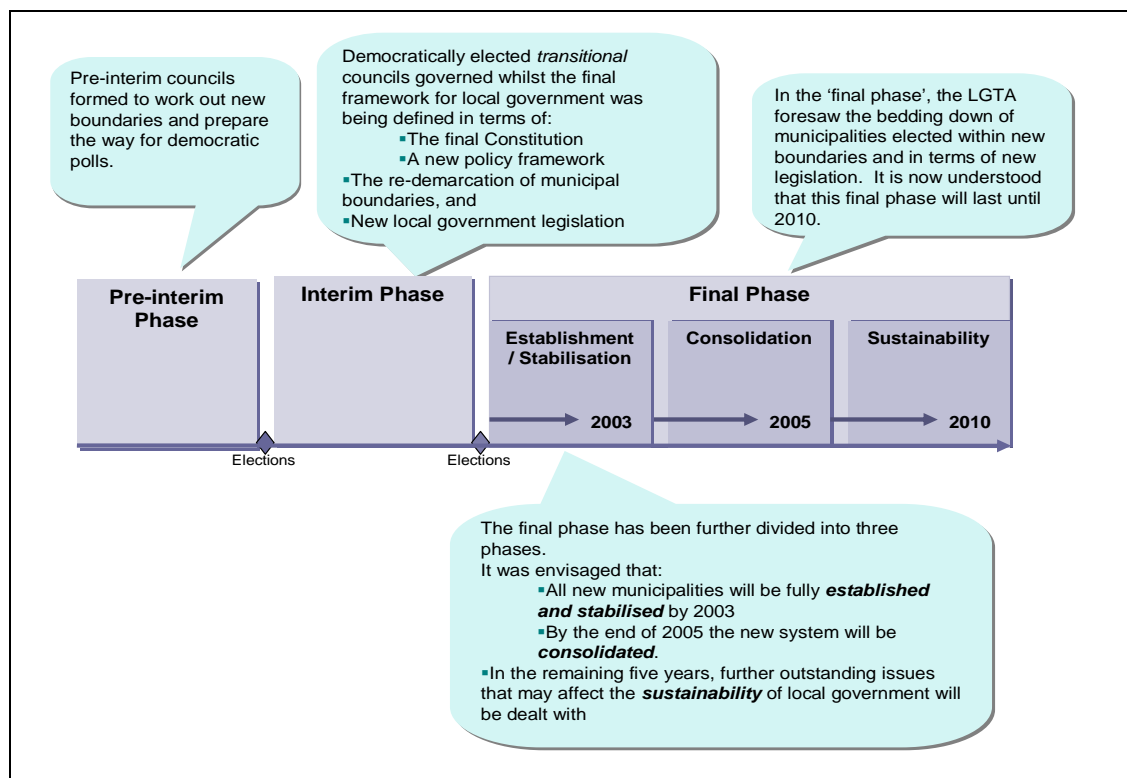 Pre-interim councils
formed to work out new
boundaries and prepare
the way for democratic
polls.
Democratically elected transitional
councils governed whilst the final
framework for local government was
being defined in terms of:
▪The final Constitution
▪A new policy framework
▪The re-demarcation of municipal
boundaries, and
▪New local government legislation
In the ‘final phase’, the LGTA
foresaw the bedding down of
municipalities elected within new
boundaries and in terms of new
legislation.  It is now understood
that this final phase will last until
2010.
Pre-interim
Phase
Interim Phase
Final Phase
Establishment
/ Stabilisation
Consolidation
Sustainability
2003
2005
2010
Elections
Elections
The final phase has been further divided into three
phases.
It was envisaged that:
▪All new municipalities will be fully established
and stabilised by 2003
▪By the end of 2005 the new system will be
consolidated.
▪In the remaining five years, further outstanding issues
that may affect the sustainability of local government will
be dealt with